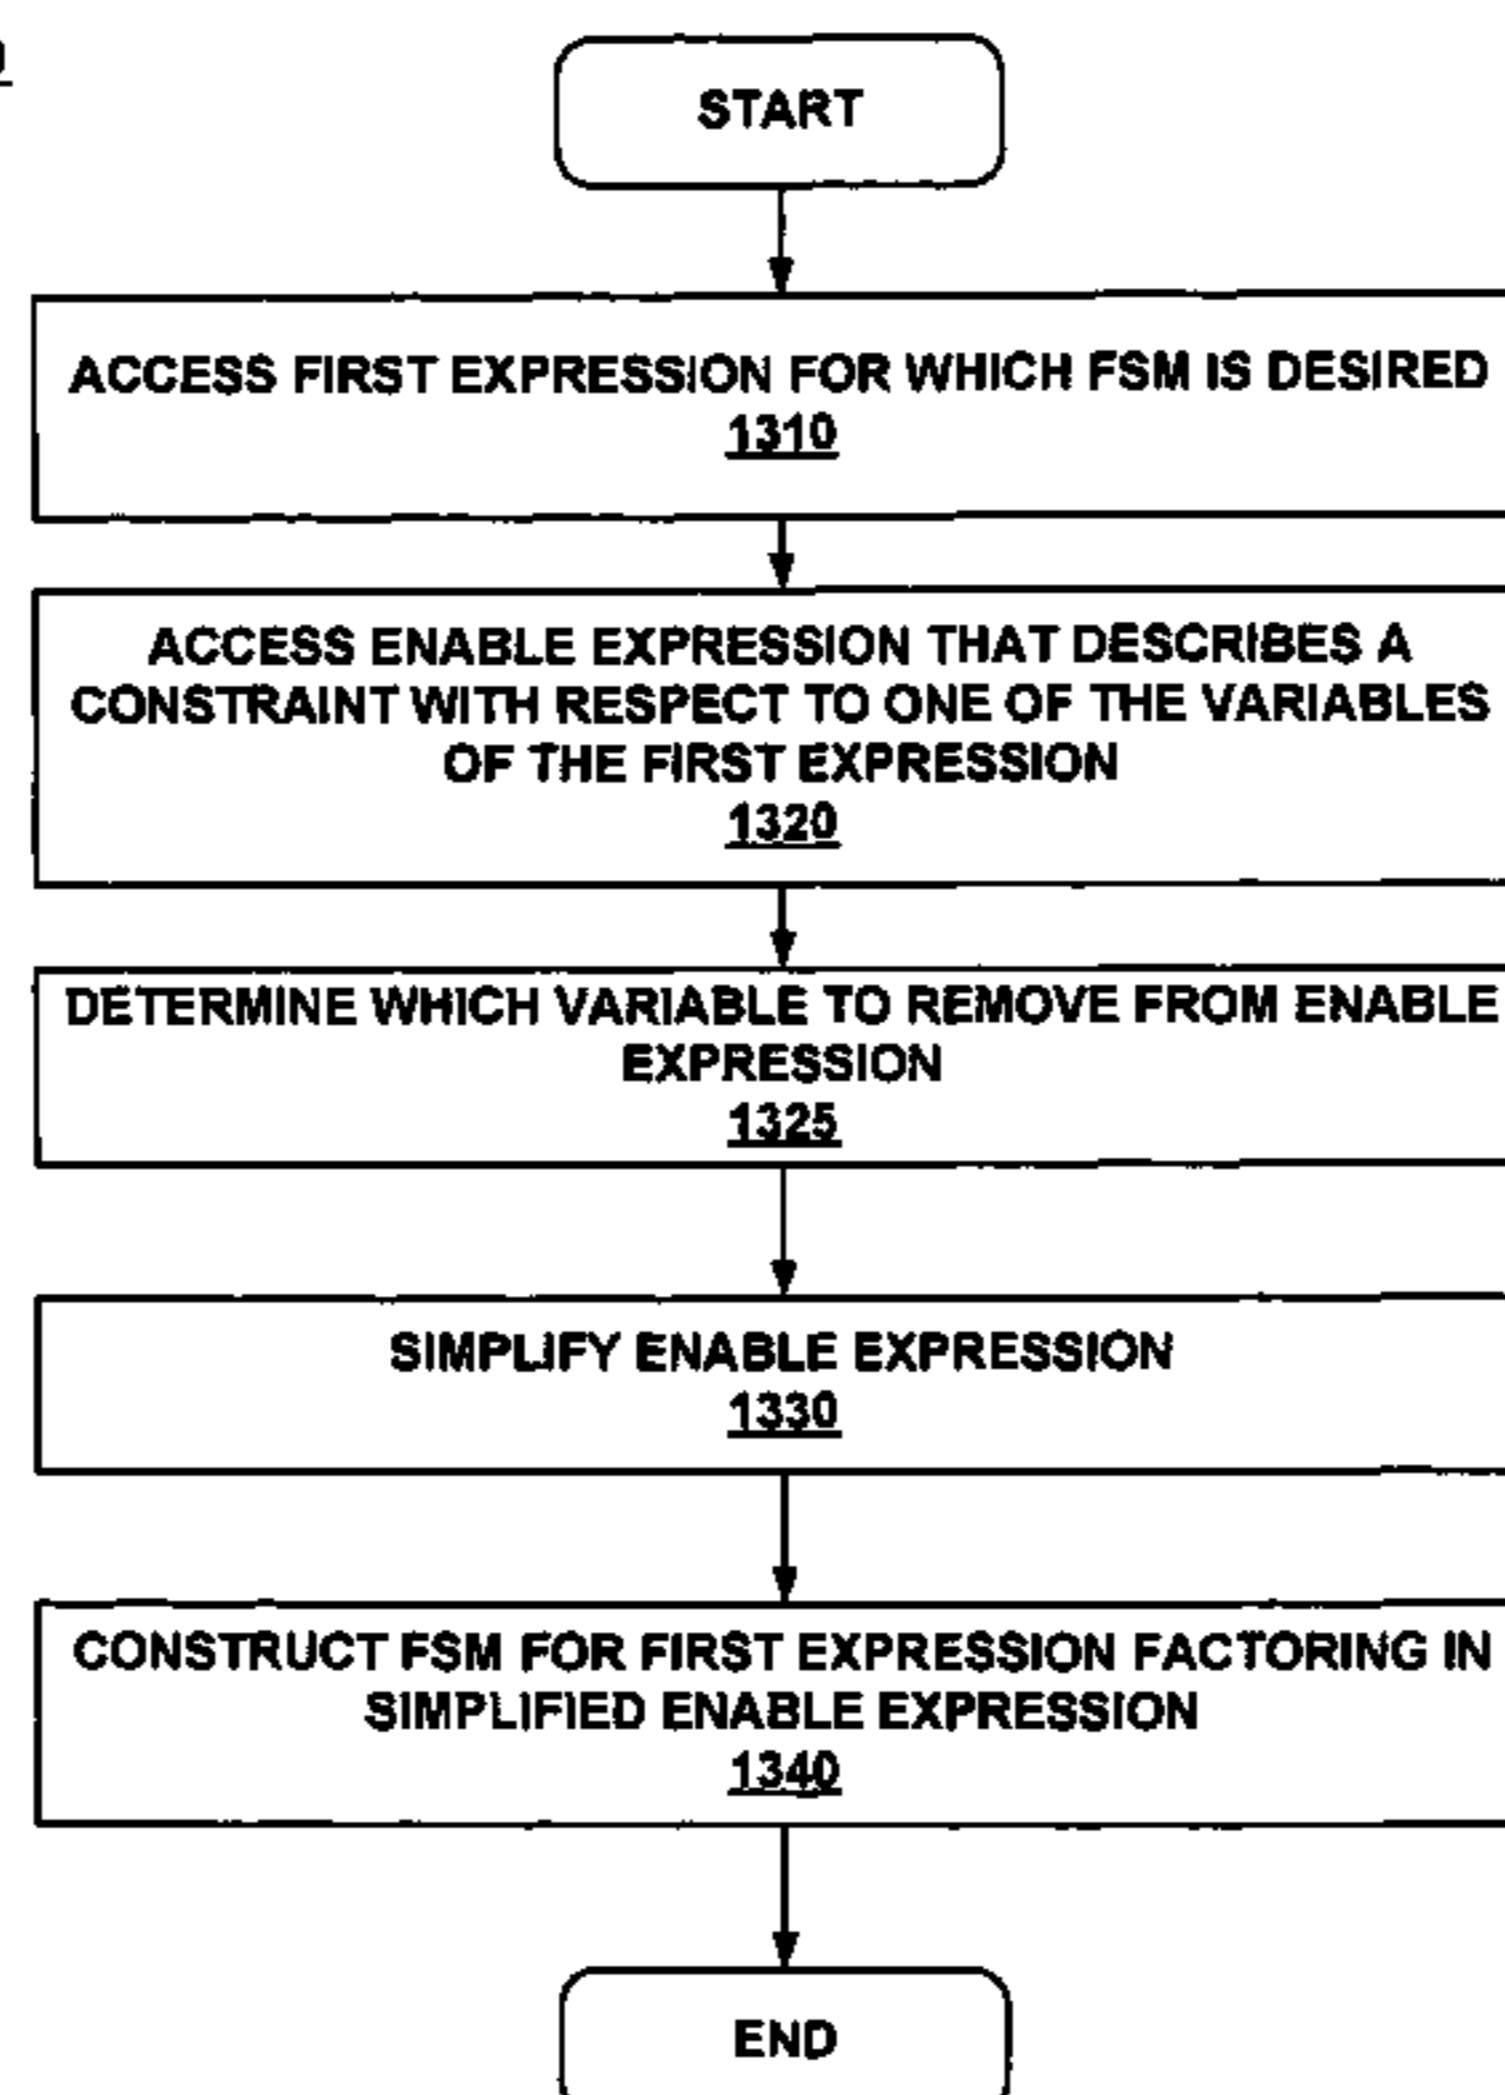 START
ACCESS FIRST EXPRESSION FOR WHICH FSM IS DESIRED
1310
ACCESS ENABLE EXPRESSION THAT DESCRIBES A
CONSTRAINT WITH RESPECT TO ONE OF THE VARIABLES
OF THE FIRST EXPRESSION
1320
DETERMINE WHICH VARIABLE TO REMOVE FROM ENABLE
EXPRESSION
1325
SIMPLIFY ENABLE EXPRESSION
1330
CONSTRUCT FSM FOR FIRST EXPRESSION FACTORING IN
SIMPLIFIED ENABLE EXPRESSION
1340
END